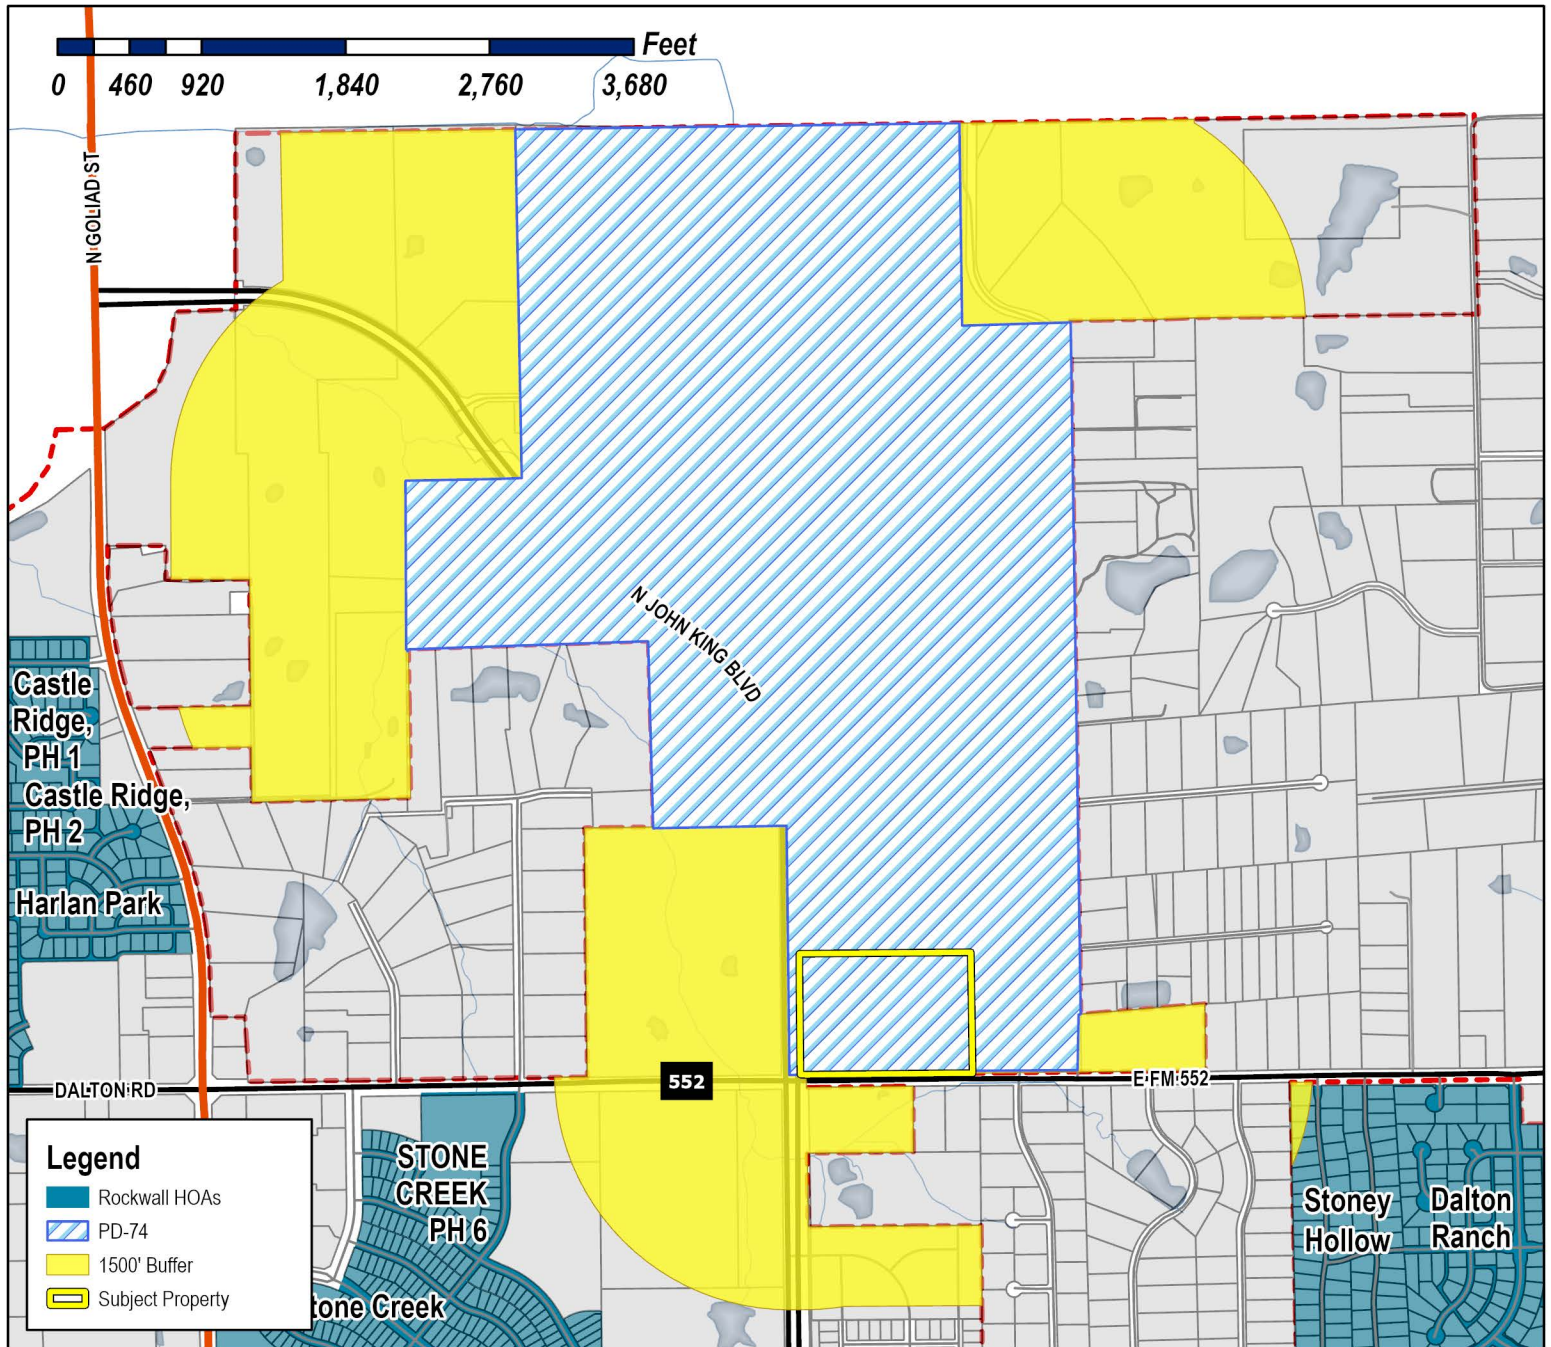 Feet
0 460 920 1,840 2,760 3,680
N GOLIAD ST
N JOHN KING BLVD
Castle
Ridge,
PH 1
Castle Ridge,
PH 2
Harlan Park
552
DALTON RD
E FM 552
Legend
Rockwall HOAs
PD-74
1500' Buffer
Subject Property
STONE
CREEK
PH 6
tone Creek
Stoney
Hollow
Dalton
Ranch